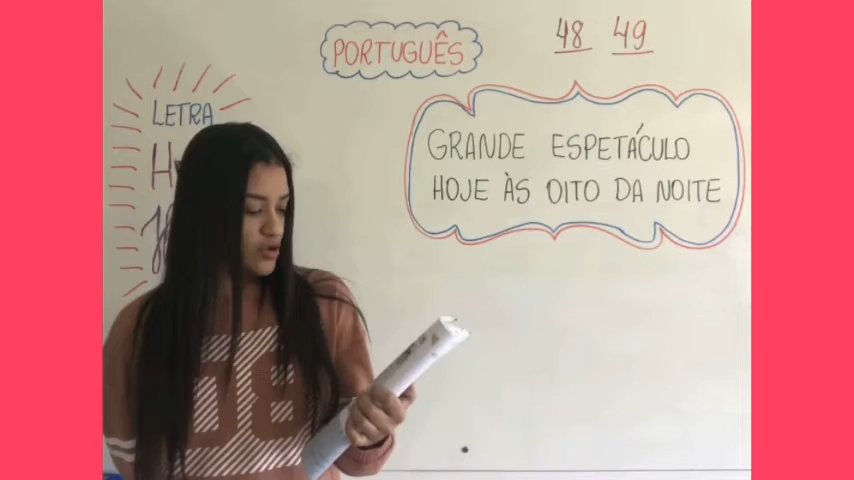 PORTUGUÊS
48 49
LETRA
H
GRANDE ESPETÁCULO
HOJE ÀS OITO DA NOITE